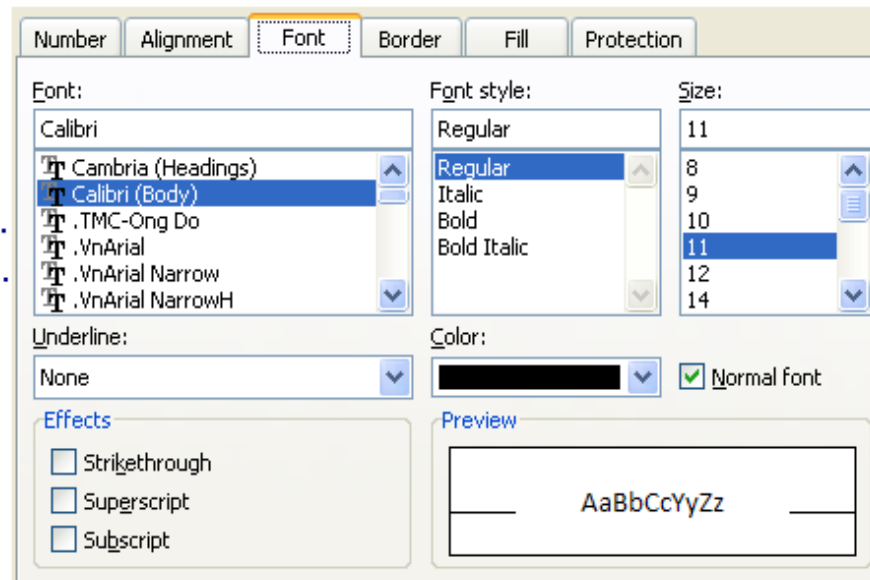 Number Alignment Font Border Fill Protection
Font: Font style: Size:
Calibri Regular 11
Cambria (Headings) Regular 8
Calibri (Body) Italic 9
.TMC-Ong Do Bold 10
.VnArial Bold Italic 11
.VnArial Narrow 12
.VnArial NarrowH 14
Underline: Color:
None Normal font
Effects Preview
Strikethrough
Superscript AaBbCcYyZz
Subscript